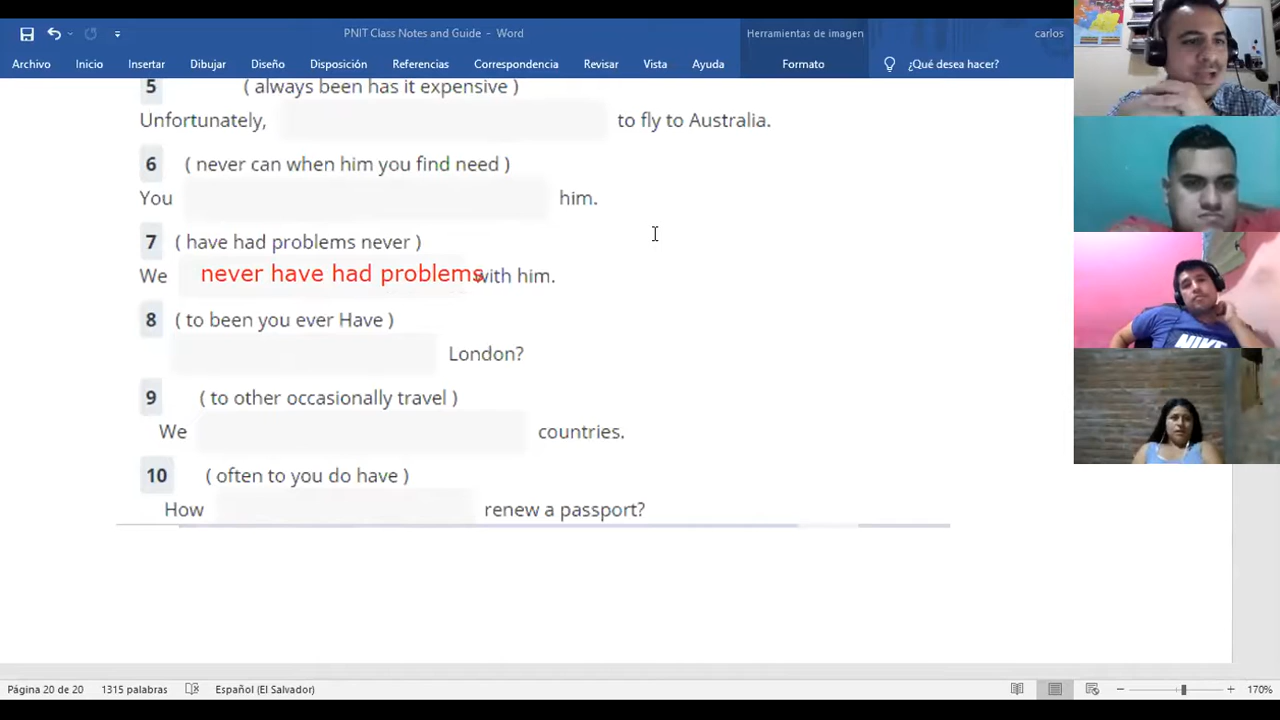 PNIT Class Notes and Guide - Word
Herramientas de imagen
carlos
Archivo Inicio Insertar Dibujar Diseño Disposición Referencias Correspondencia Revisar Vista Ayuda Formato ¿Qué desea hacer?
5 ( always been has it expensive )
Unfortunately, to fly to Australia.
6 ( never can when him you find need )
You him.
7 ( have had problems never )
We never have had problems with him.
8 ( to been you ever Have )
London?
9 ( to other occasionally travel )
We countries.
10 ( often to you do have )
How renew a passport?
NIKE
Página 20 de 20 1315 palabras Español (El Salvador) 170%